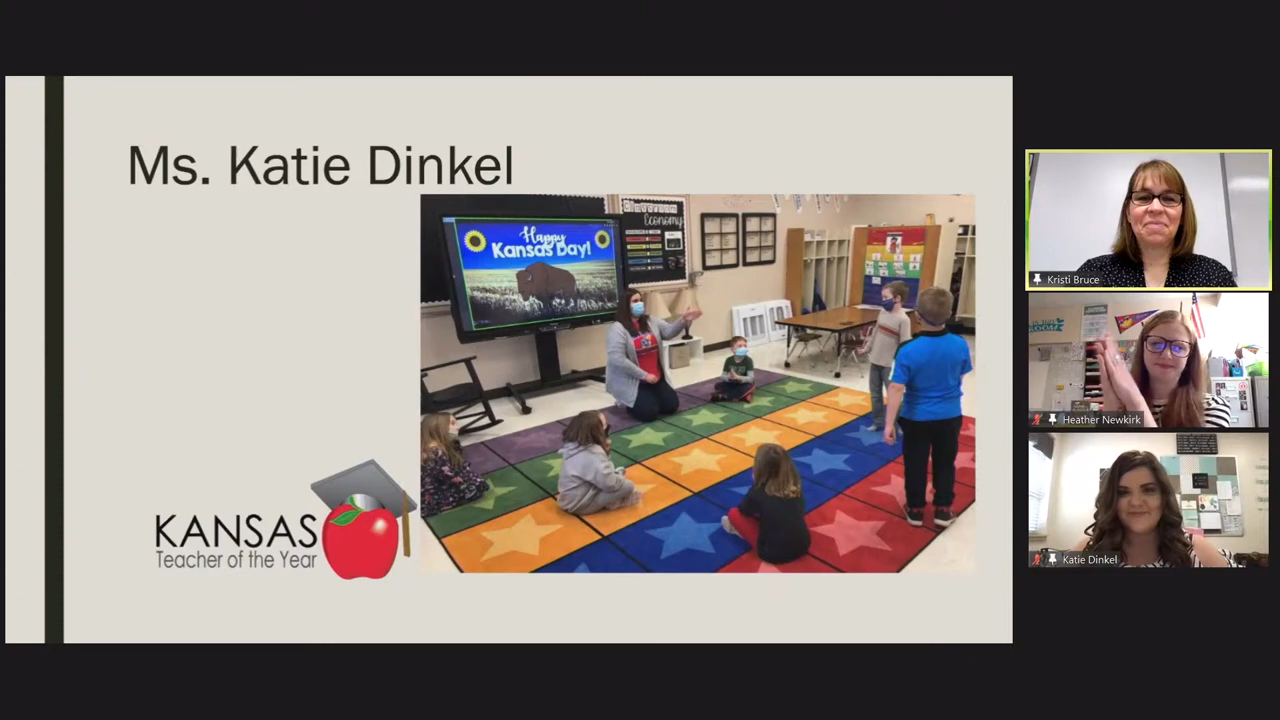 Ms. Katie Dinkel
Happy
Kansas Day!
Economy
KANSAS
Teacher of the Year
Kristi Bruce
Heather Newkirk
Katie Dinkel